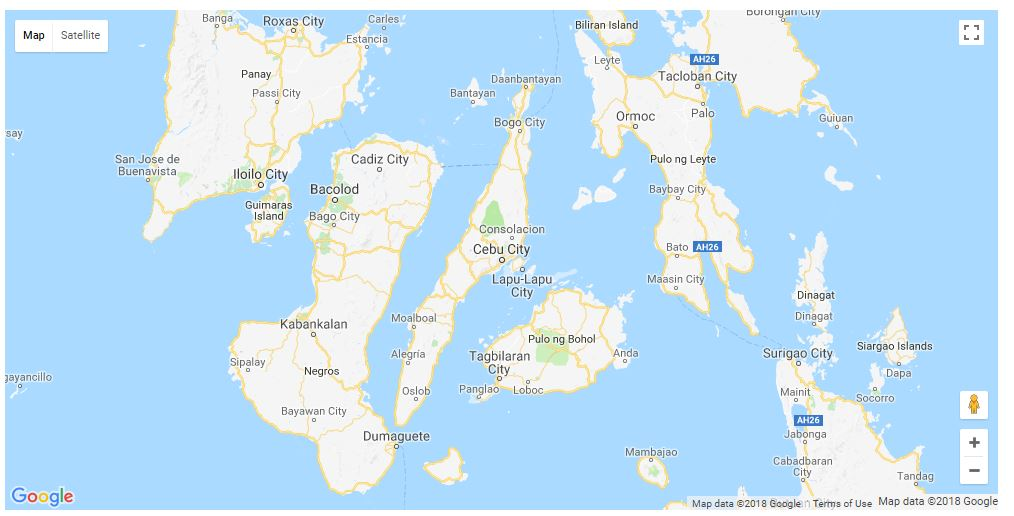 Map
Satellite
Banga
Roxas City
Carles
Estancia
Biliran Island
Borongan City
AH26
Leyte
Tacloban City
Panay
Passi City
Bantayan
Daanbantayan
Palo
Ormoc
Guiuan
Bogo City
Cadiz City
Pulo ng Leyte
San Jose de
Buenavista
Iloilo City
Bacolod
Baybay City
Guimaras
Island
Bago City
Consolacion
Cebu City
Bato
AH26
Lapu-Lapu
City
Maasin City
Dinagat
Moalboal
Dinagat
Kabankalan
Pulo ng Bohol
Siargao Islands
Sipalay
Alegría
Tagbilaran
City
Anda
Surigao City
Negros
Dapa
gayancillo
Oslob
Panglao
Loboc
Mainit
Socorro
Bayawan City
AH26
Dumaguete
Jabonga
Mambajao
Cabadbaran
City
Tandag
Google
Map data ©2018 Google
Terms of Use
Map data ©2018 Google